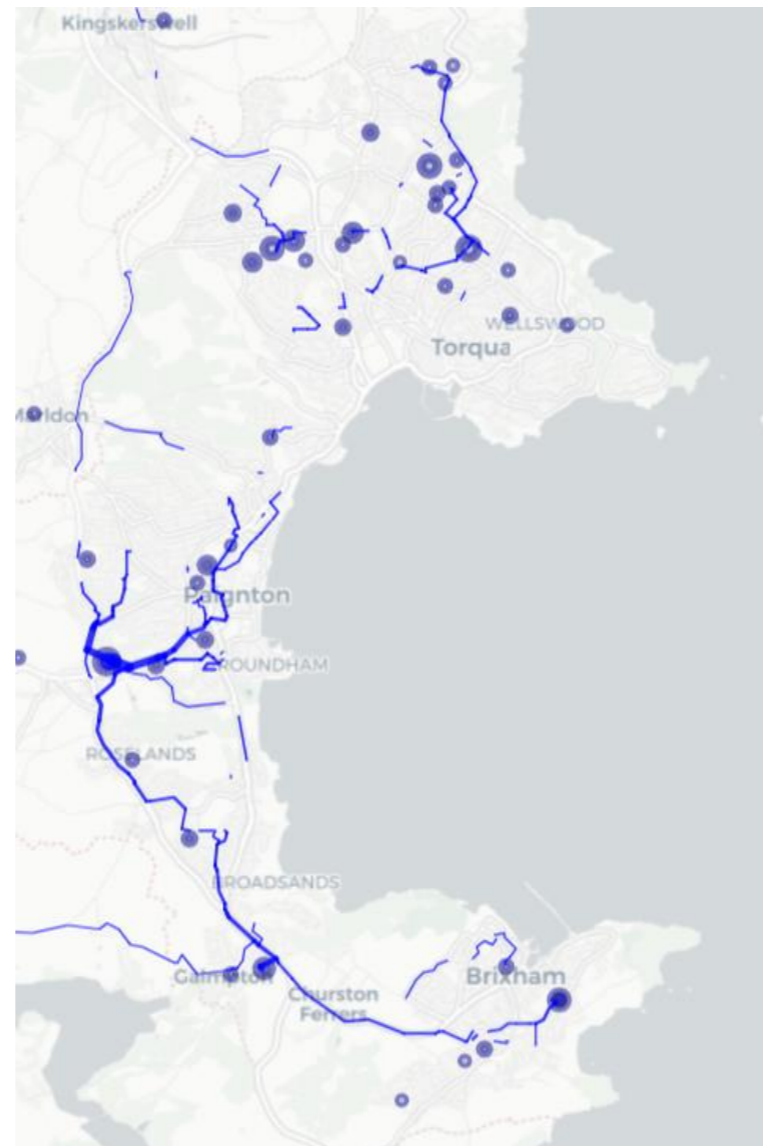 Kingskerswell
WELLSWOOD
Torqua
Marldon
Paignton
ROUNDHAM
ROSELANDS
BROADSANDS
Galmpton
Churston
Ferrers
Brixham